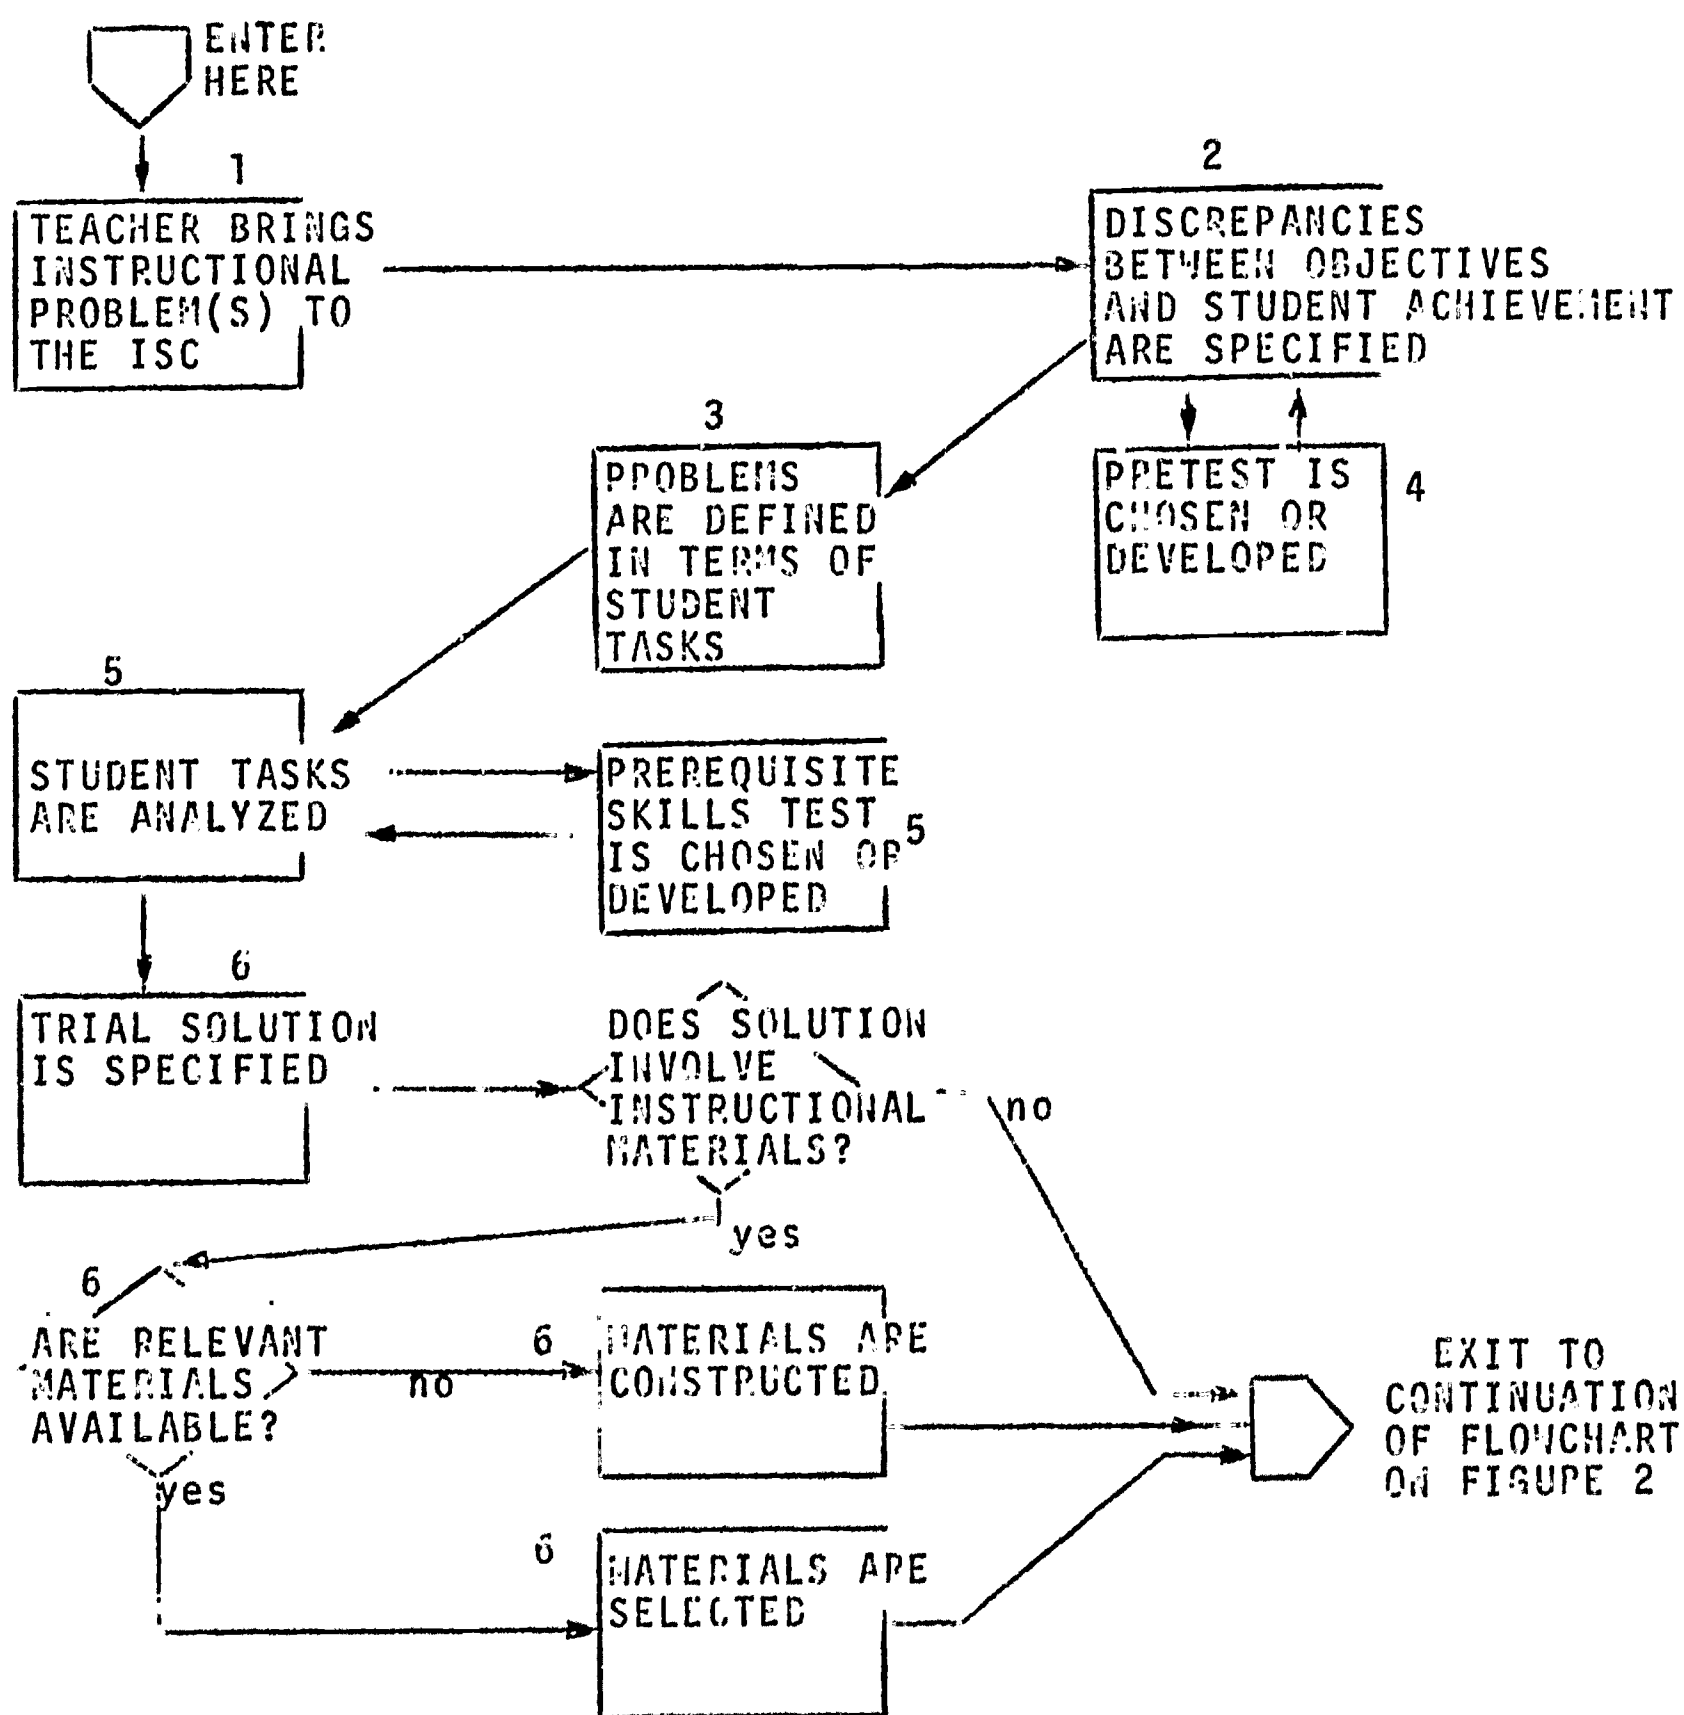 ENTER
HERE
1
TEACHER BRINGS
INSTRUCTIONAL
PROBLEM(S) TO
THE ISC
2
DISCREPANCIES
BETWEEN OBJECTIVES
AND STUDENT ACHIEVEMENT
ARE SPECIFIED
3
PROBLEMS
ARE DEFINED
IN TERMS OF
STUDENT
TASKS
PRETEST IS
CHOSEN OR
DEVELOPED
4
5
STUDENT TASKS
ARE ANALYZED
PREREQUISITE
SKILLS TEST
IS CHOSEN OR
DEVELOPED
5
6
TRIAL SOLUTION
IS SPECIFIED
DOES SOLUTION
INVOLVE
INSTRUCTIONAL
MATERIALS?
no
yes
6
ARE RELEVANT
MATERIALS
AVAILABLE?
no
yes
6
MATERIALS ARE
CONSTRUCTED
6
MATERIALS ARE
SELECTED
EXIT TO
CONTINUATION
OF FLOWCHART
ON FIGURE 2